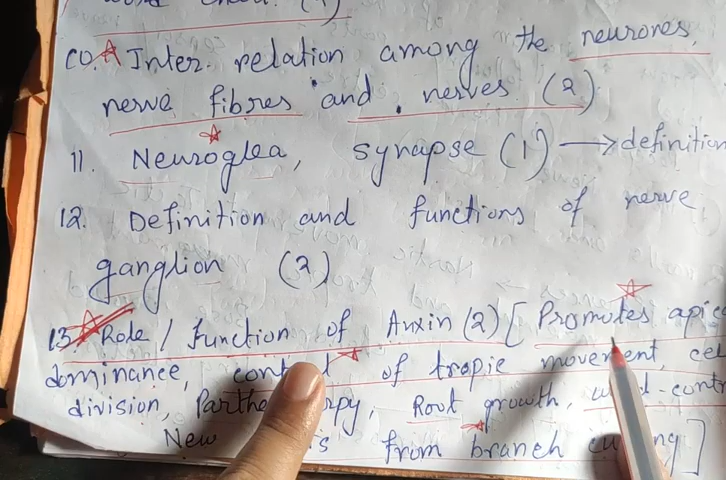 (1)
10. Inter-relation among the neurones,
nerve fibres and nerves (2)
11. Neuroglea, synapse (1) → definition
12. Definition and functions of nerve
ganglion (2)
13. Role / Function of Auxin (2) [Promotes
dominance, of tropic movement,
division, Root growth,
New from branch